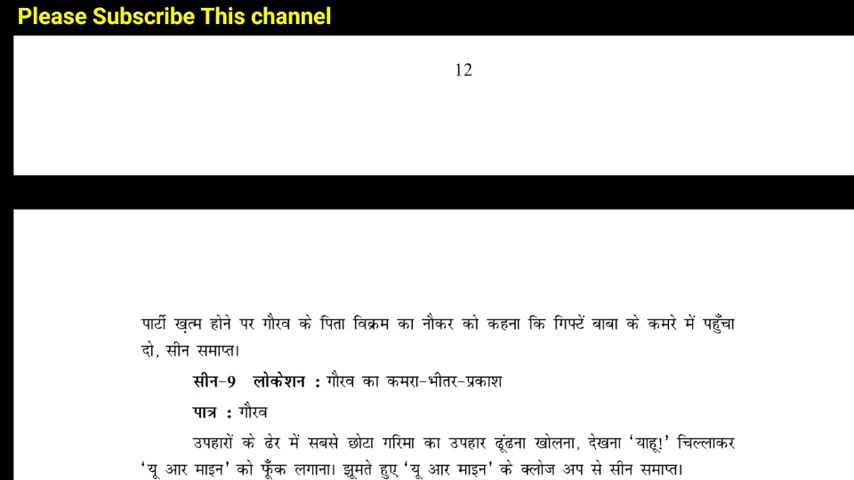 Please Subscribe This channel
12
पार्टी ख़त्म होने पर गौरव के पिता विक्रम का नौकर को कहना कि गिफ्टें बाबा के कमरे में पहुँचा
दो, सीन समाप्त।
सीन-9 लोकेशन : गौरव का कमरा-भीतर-प्रकाश
पात्र : गौरव
उपहारों के ढेर में सबसे छोटा गरिमा का उपहार ढूंढना खोलना, देखना ‘याहू!’ चिल्लाकर
‘यू आर माइन’ को फूँक लगाना। झूमते हुए ‘यू आर माइन’ के क्लोज अप से सीन समाप्त।